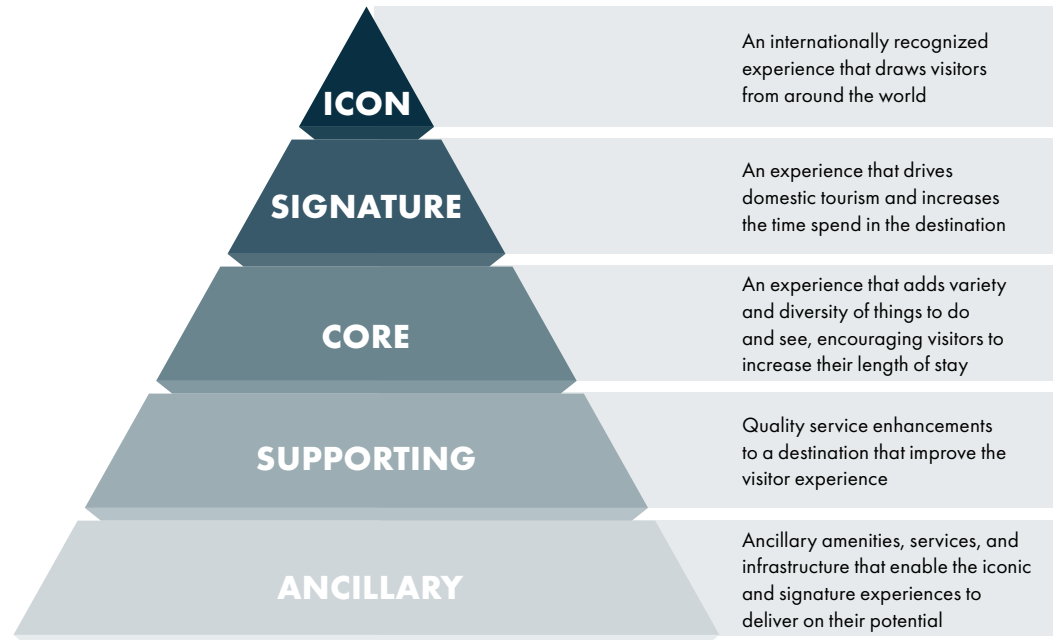 ICON
An internationally recognized
experience that draws visitors
from around the world
SIGNATURE
An experience that drives
domestic tourism and increases
the time spend in the destination
CORE
An experience that adds variety
and diversity of things to do
and see, encouraging visitors to
increase their length of stay
SUPPORTING
Quality service enhancements
to a destination that improve the
visitor experience
ANCILLARY
Ancillary amenities, services, and
infrastructure that enable the iconic
and signature experiences to
deliver on their potential